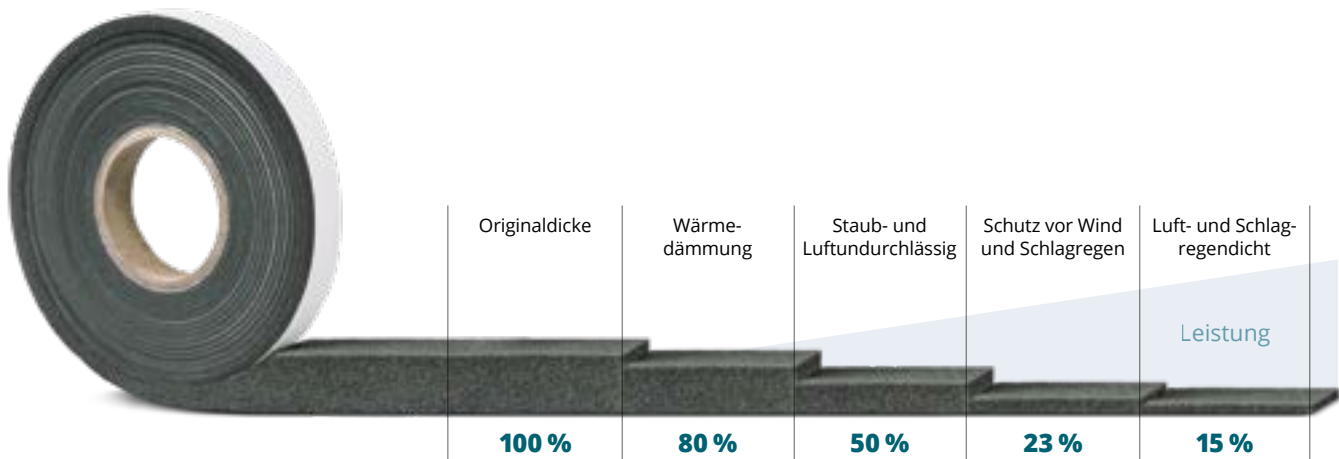 Originaldicke
Wärme-
dämmung
Staub- und
Luftundurchlässig
Schutz vor Wind
und Schlagregen
Luft- und Schlag-
regendicht
Leistung
100 %
80 %
50 %
23 %
15 %